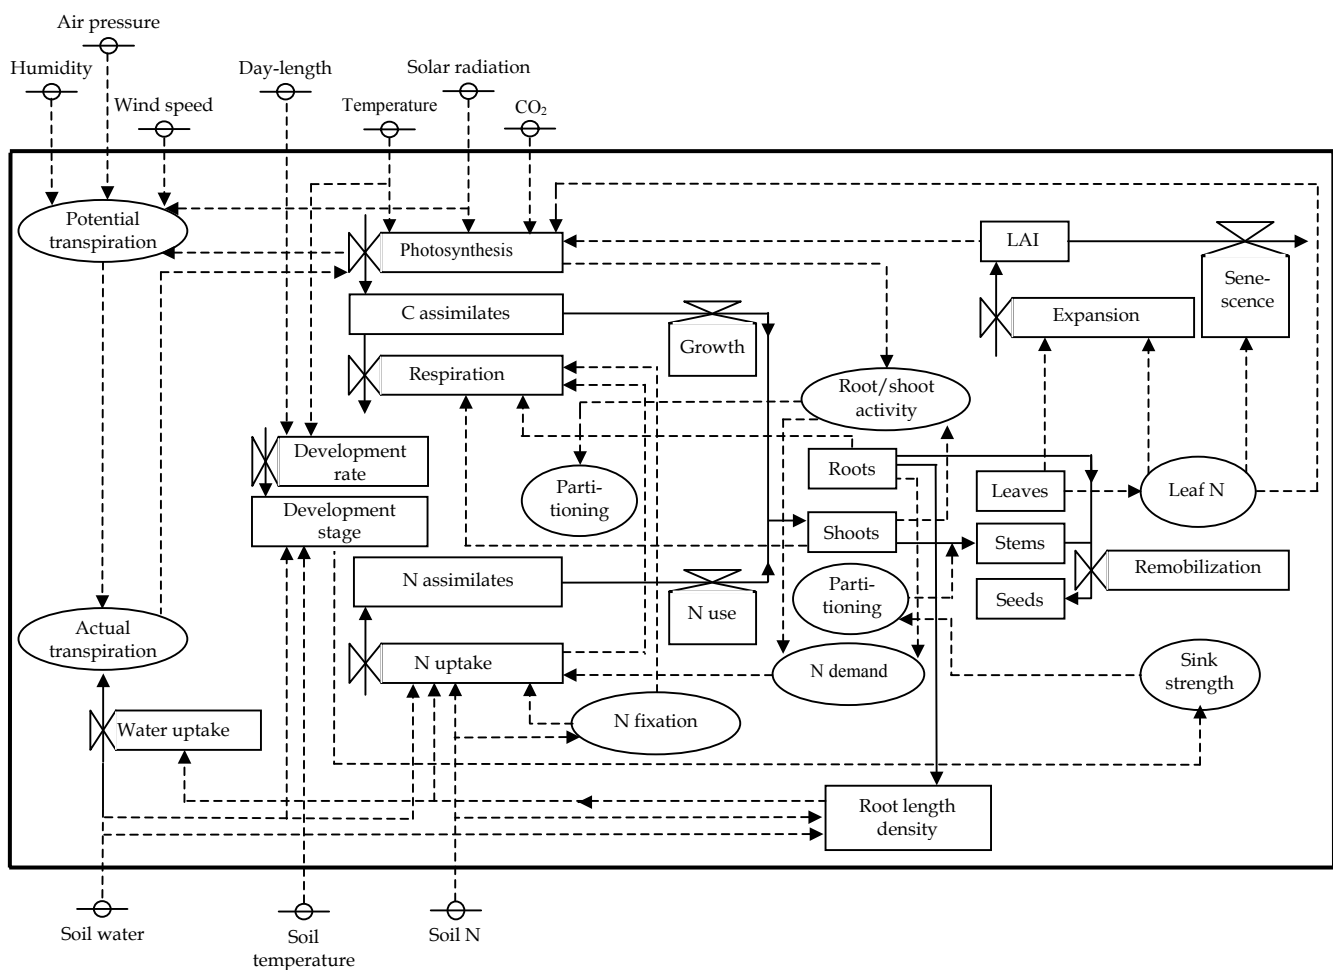 Air pressure
Humidity
Day-length
Solar radiation
Wind speed
Temperature
CO₂
Potential
transpiration
Photosynthesis
LAI
Sene-
scence
C assimilates
Expansion
Growth
Respiration
Root/shoot
activity
Development
rate
Roots
Parti-
tioning
Leaves
Leaf N
Development
stage
Shoots
Stems
N assimilates
Remobilization
Parti-
tioning
Seeds
N use
Actual
transpiration
N uptake
N demand
Sink
strength
N fixation
Water uptake
Root length
density
Soil water
Soil
temperature
Soil N